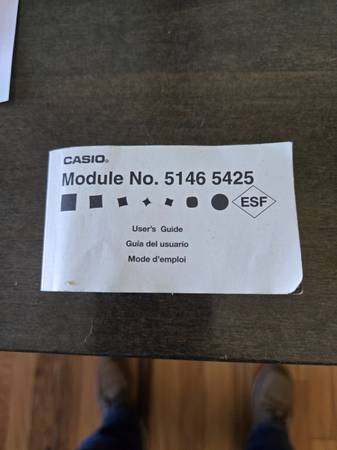 CASIO®
Module No. 5146 5425
ESF
User's Guide
Guía del usuario
Mode d'emploi